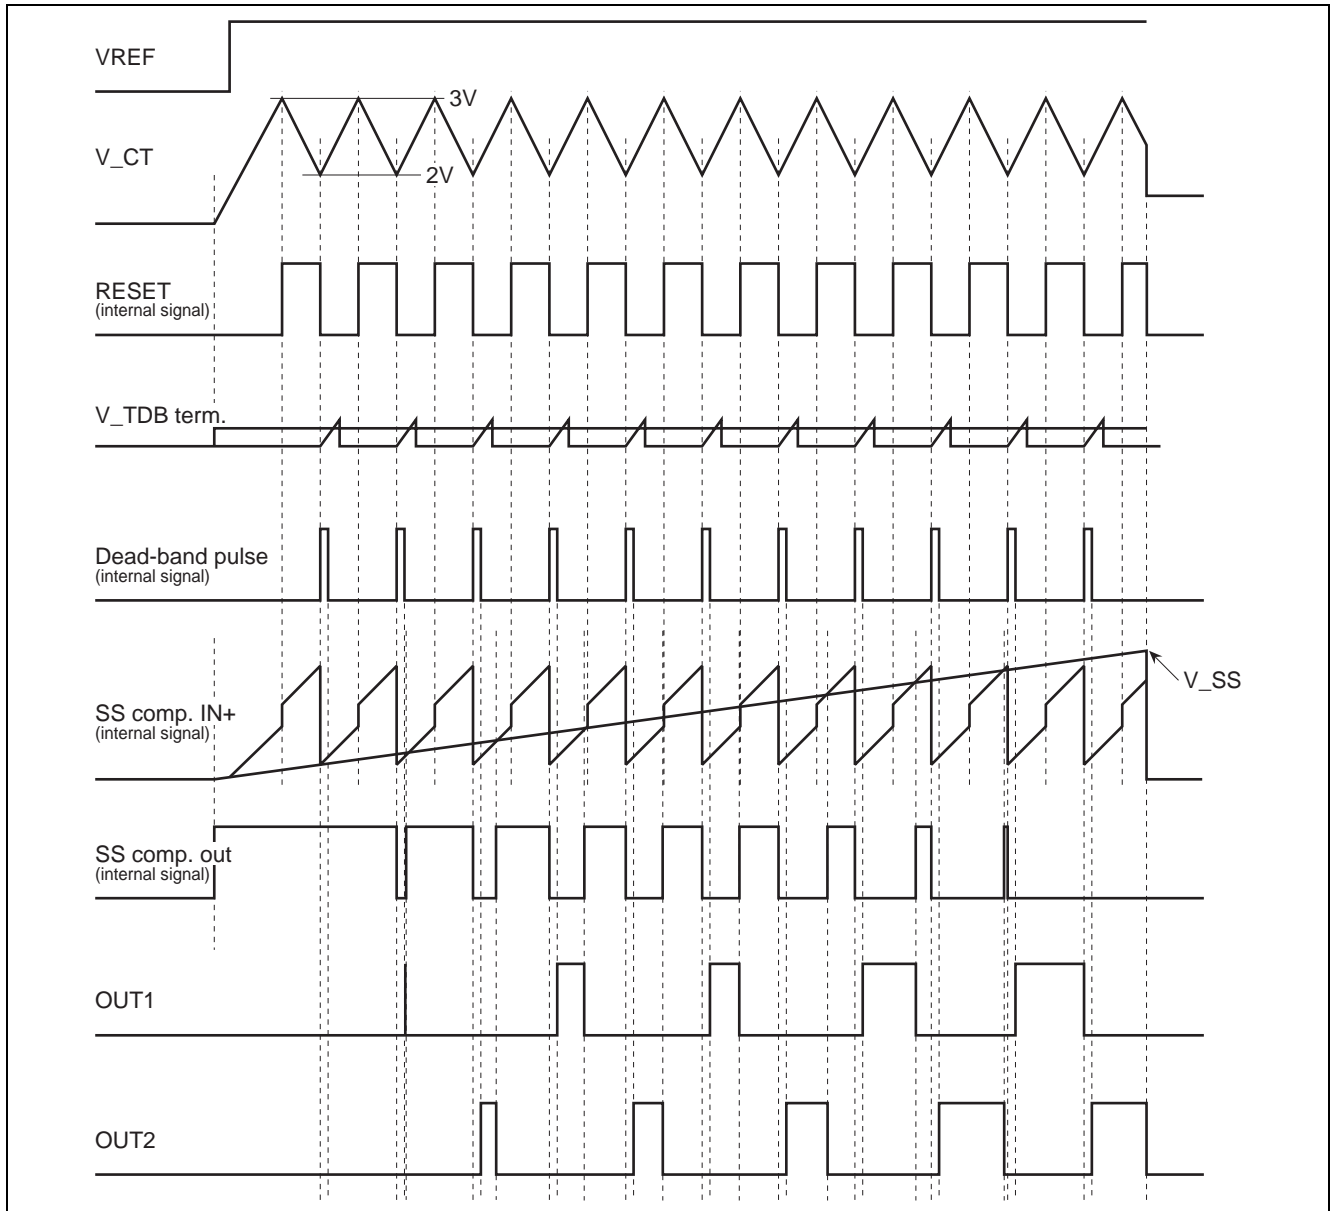 VREF
3V
V_CT
2V
RESET
(internal signal)
V_TDB term.
Dead-band pulse
(internal signal)
V_SS
SS comp. IN+
(internal signal)
SS comp. out
(internal signal)
OUT1
OUT2